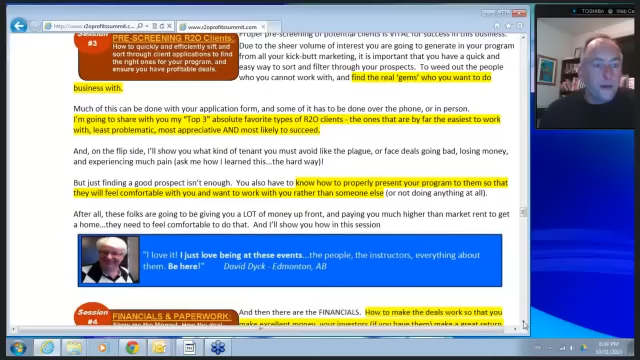 TOSHIBA Web Cam
http://www.r2oprofitsummit.c...
www.r2oprofitsummit.com
Session #3
PRE-SCREENING R2O Clients:
How to quickly and efficiently sift and
sort through client applications to find
the right ones for your program, and
ensure you have profitable deals.
Proper pre-screening of potential clients is VITAL for success in this business.
Due to the sheer volume of interest you are going to generate in your program
from all your kick-butt marketing, it is important that you have a quick and
easy way to sort and filter through your prospects. To weed out the people
who you cannot work with, and find the real 'gems' who you want to do
business with.
Much of this can be done with your application form, and some of it has to be done over the phone, or in person.
I'm going to share with you my "Top 3" absolute favorite types of R2O clients – the ones that are by far the easiest to work
with, least problematic, most appreciative AND most likely to succeed.
And, on the flip side, I'll show you what kind of tenant you must avoid like the plague, or face deals going bad, losing money,
and experiencing much pain (ask me how I learned this...the hard way)!
But just finding a good prospect isn't enough. You also have to know how to properly present your program to them so that
they will feel comfortable with you and want to work with you rather than someone else (or not doing anything at all).
After all, these folks are going to be giving you a LOT of money up front, and paying you much higher than market rent to get
a home...they need to feel comfortable to do that. And I'll show you how in this session
"I love it! I just love being at these events...the people, the instructors, everything about
them. Be here!" David Dyck - Edmonton, AB
Session #4
FINANCIALS & PAPERWORK:
And then there are the FINANCIALS. How to make the deals work so that you
make excellent money, your investors (if you have them) make a great return